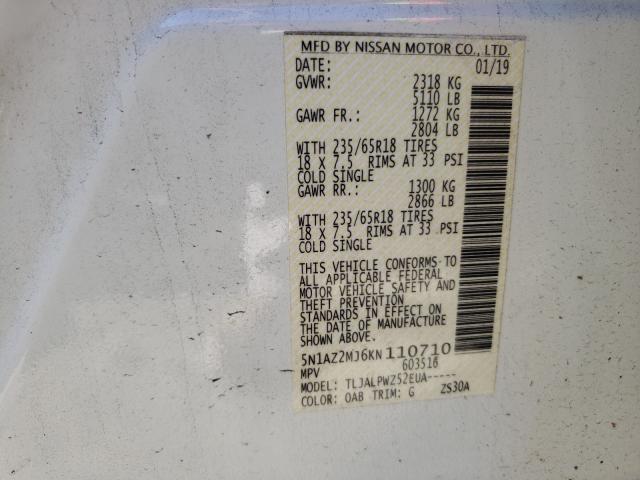 MFD BY NISSAN MOTOR CO., LTD.
DATE: 01/19
GVWR: 2318 KG
5110 LB
GAWR FR.: 1272 KG
2804 LB
WITH 235/65R18 TIRES
18 X 7.5 RIMS AT 33 PSI
COLD SINGLE
GAWR RR.: 1300 KG
2866 LB
WITH 235/65R18 TIRES
18 X 7.5 RIMS AT 33 PSI
COLD SINGLE
THIS VEHICLE CONFORMS TO
ALL APPLICABLE FEDERAL
MOTOR VEHICLE SAFETY AND
THEFT PREVENTION
STANDARDS IN EFFECT ON
THE DATE OF MANUFACTURE
SHOWN ABOVE.
5N1AZ2MJ6KN110710
MPV 603516
MODEL: TLJALPWZ52EUA-----
COLOR: QAB TRIM: G ZS30A